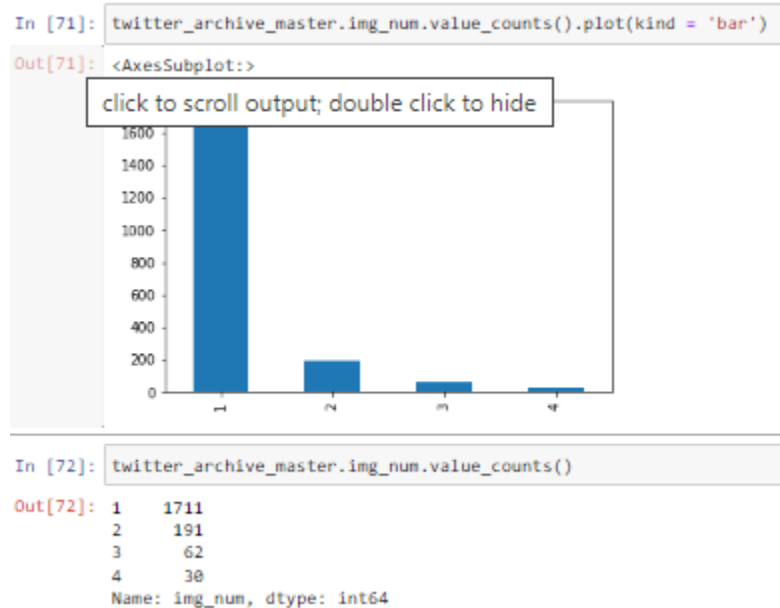 In [71]: twitter_archive_master.img_num.value_counts().plot(kind = 'bar')
Out[71]: <AxesSubplot:>
click to scroll output; double click to hide
1600
1400
1200
1000
800
600
400
200
0
1 2 3 4
In [72]: twitter_archive_master.img_num.value_counts()
Out[72]: 1 1711
2 191
3 62
4 30
Name: img_num, dtype: int64